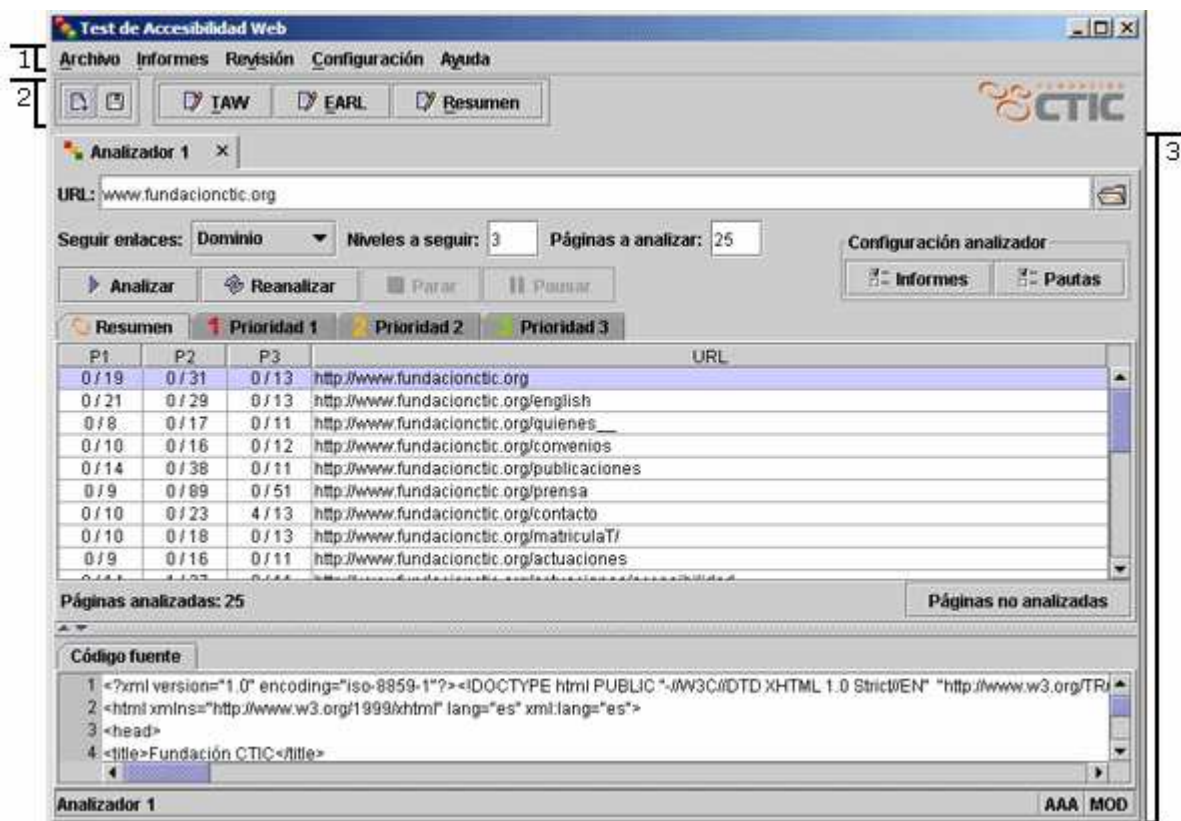 Test de Accesibilidad Web
1
Archivo Informes Revisión Configuración Ayuda
2
TAW EARL Resumen
FUNDACIÓN
CTIC
3
Analizador 1 ×
URL: www.fundacionctic.org
Seguir enlaces: Dominio Niveles a seguir: 3 Páginas a analizar: 25
Configuración analizador
Analizar Reanalizar Parar Pausar
Informes Pautas
Resumen 1 Prioridad 1 2 Prioridad 2 3 Prioridad 3
P1 P2 P3 URL
0 / 19 0 / 31 0 / 13 http://www.fundacionctic.org
0 / 21 0 / 29 0 / 13 http://www.fundacionctic.org/english
0 / 8 0 / 17 0 / 11 http://www.fundacionctic.org/quienes__
0 / 10 0 / 16 0 / 12 http://www.fundacionctic.org/convenios
0 / 14 0 / 38 0 / 11 http://www.fundacionctic.org/publicaciones
0 / 9 0 / 89 0 / 51 http://www.fundacionctic.org/prensa
0 / 10 0 / 23 4 / 13 http://www.fundacionctic.org/contacto
0 / 10 0 / 18 0 / 13 http://www.fundacionctic.org/matriculaT/
0 / 9 0 / 16 0 / 11 http://www.fundacionctic.org/actuaciones
Páginas analizadas: 25
Páginas no analizadas
Código fuente
1 <?xml version="1.0" encoding="iso-8859-1"?><!DOCTYPE html PUBLIC "-//W3C//DTD XHTML 1.0 Strict//EN" "http://www.w3.org/TR/
2 <html xmlns="http://www.w3.org/1999/xhtml" lang="es" xml:lang="es">
3 <head>
4 <title>Fundación CTIC</title>
Analizador 1
AAA MOD